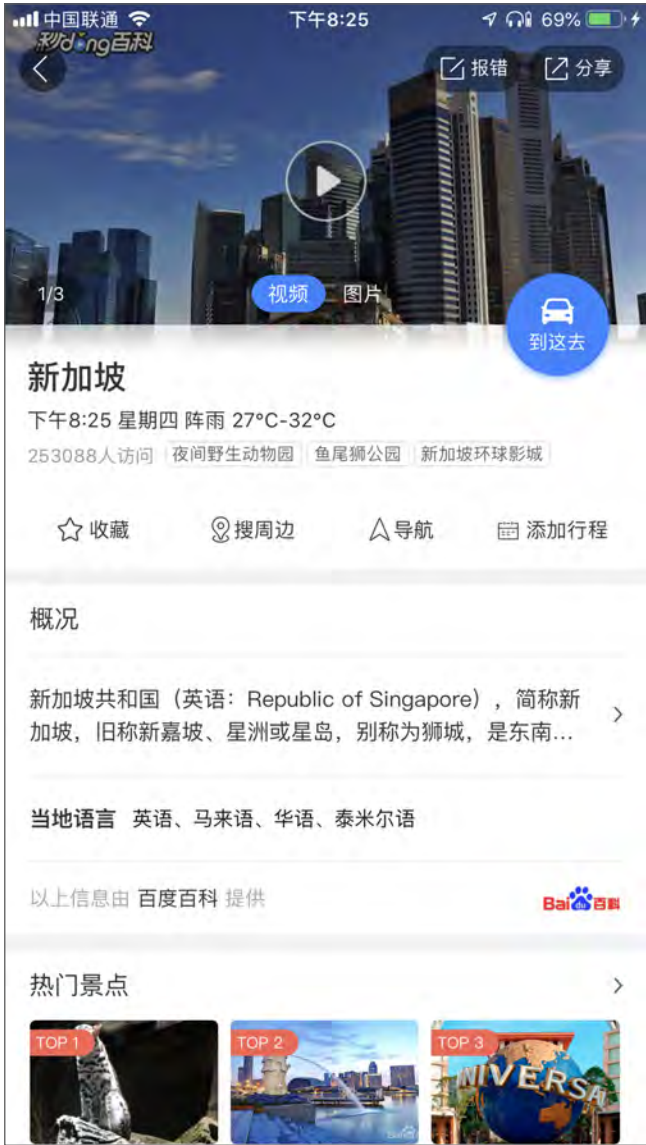 中国联通 下午8:25 69%
秒dǒng百科
报错 分享
1/3 视频 图片
到这去
新加坡
下午8:25 星期四 阵雨 27°C-32°C
253088人访问 夜间野生动物园 鱼尾狮公园 新加坡环球影城
收藏 搜周边 导航 添加行程
概况
新加坡共和国（英语：Republic of Singapore），简称新
加坡，旧称新嘉坡、星洲或星岛，别称为狮城，是东南...
当地语言 英语、马来语、华语、泰米尔语
以上信息由 百度百科 提供 Bai du 百科
热门景点
TOP 1 TOP 2 TOP 3
NIVERSA